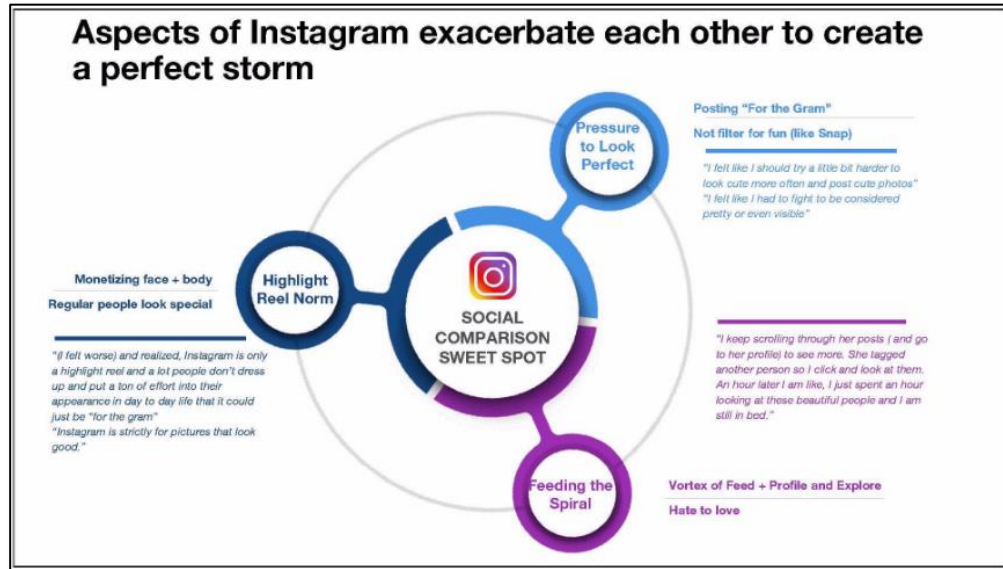 Aspects of Instagram exacerbate each other to create
a perfect storm
Pressure
to Look
Perfect
Posting “For the Gram”
Not filter for fun (like Snap)
"I felt like I should try a little bit harder to
look cute more often and post cute photos"
"I felt like I had to fight to be considered
pretty or even visible"
Highlight
Reel Norm
Monetizing face + body
Regular people look special
"(I felt worse) and realized, Instagram is only
a highlight reel and a lot people don't dress
up and put a ton of effort into their
appearance in day to day life that it could
just be "for the gram"
"Instagram is strictly for pictures that look
good."
SOCIAL
COMPARISON
SWEET SPOT
"I keep scrolling through her posts ( and go
to her profile) to see more. She tagged
another person so I click and look at them.
An hour later I am like, I just spent an hour
looking at these beautiful people and I am
still in bed."
Feeding the
Spiral
Vortex of Feed + Profile and Explore
Hate to love